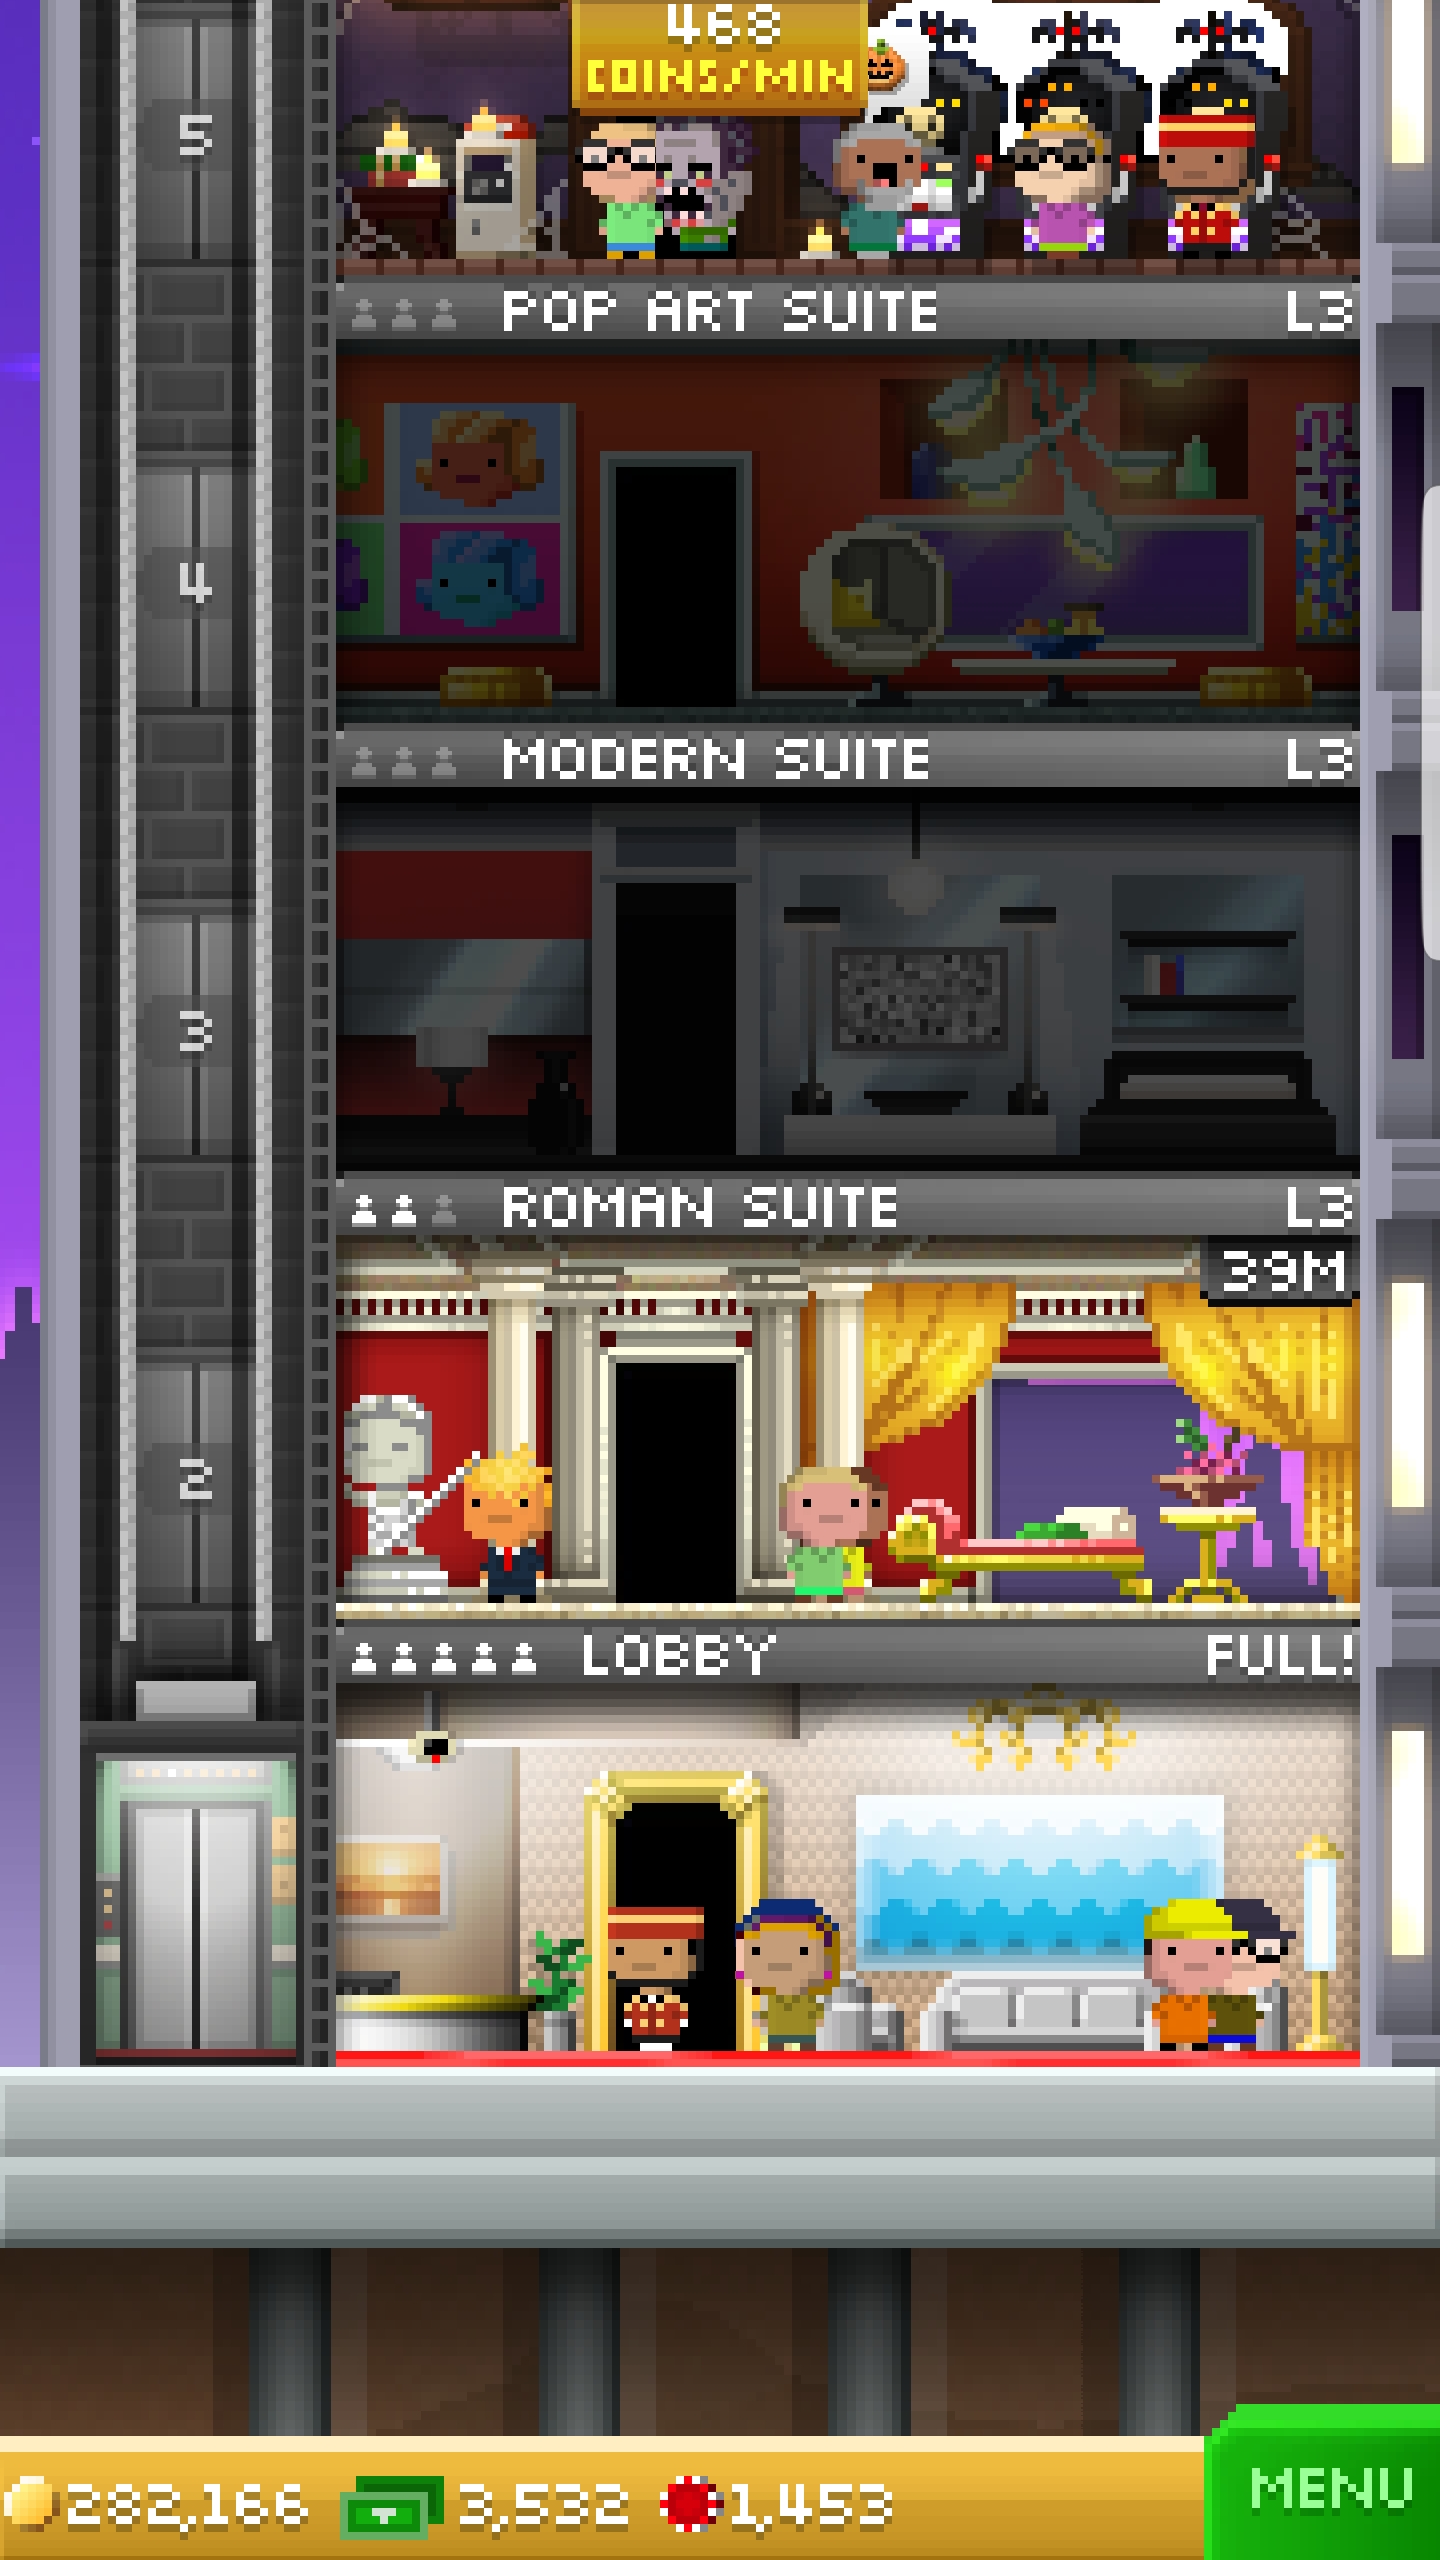 468
COINS/MIN
5
POP ART SUITE L3
4
MODERN SUITE L3
3
ROMAN SUITE L3
39M
2
LOBBY FULL!
282,166 3,532 1,453 MENU